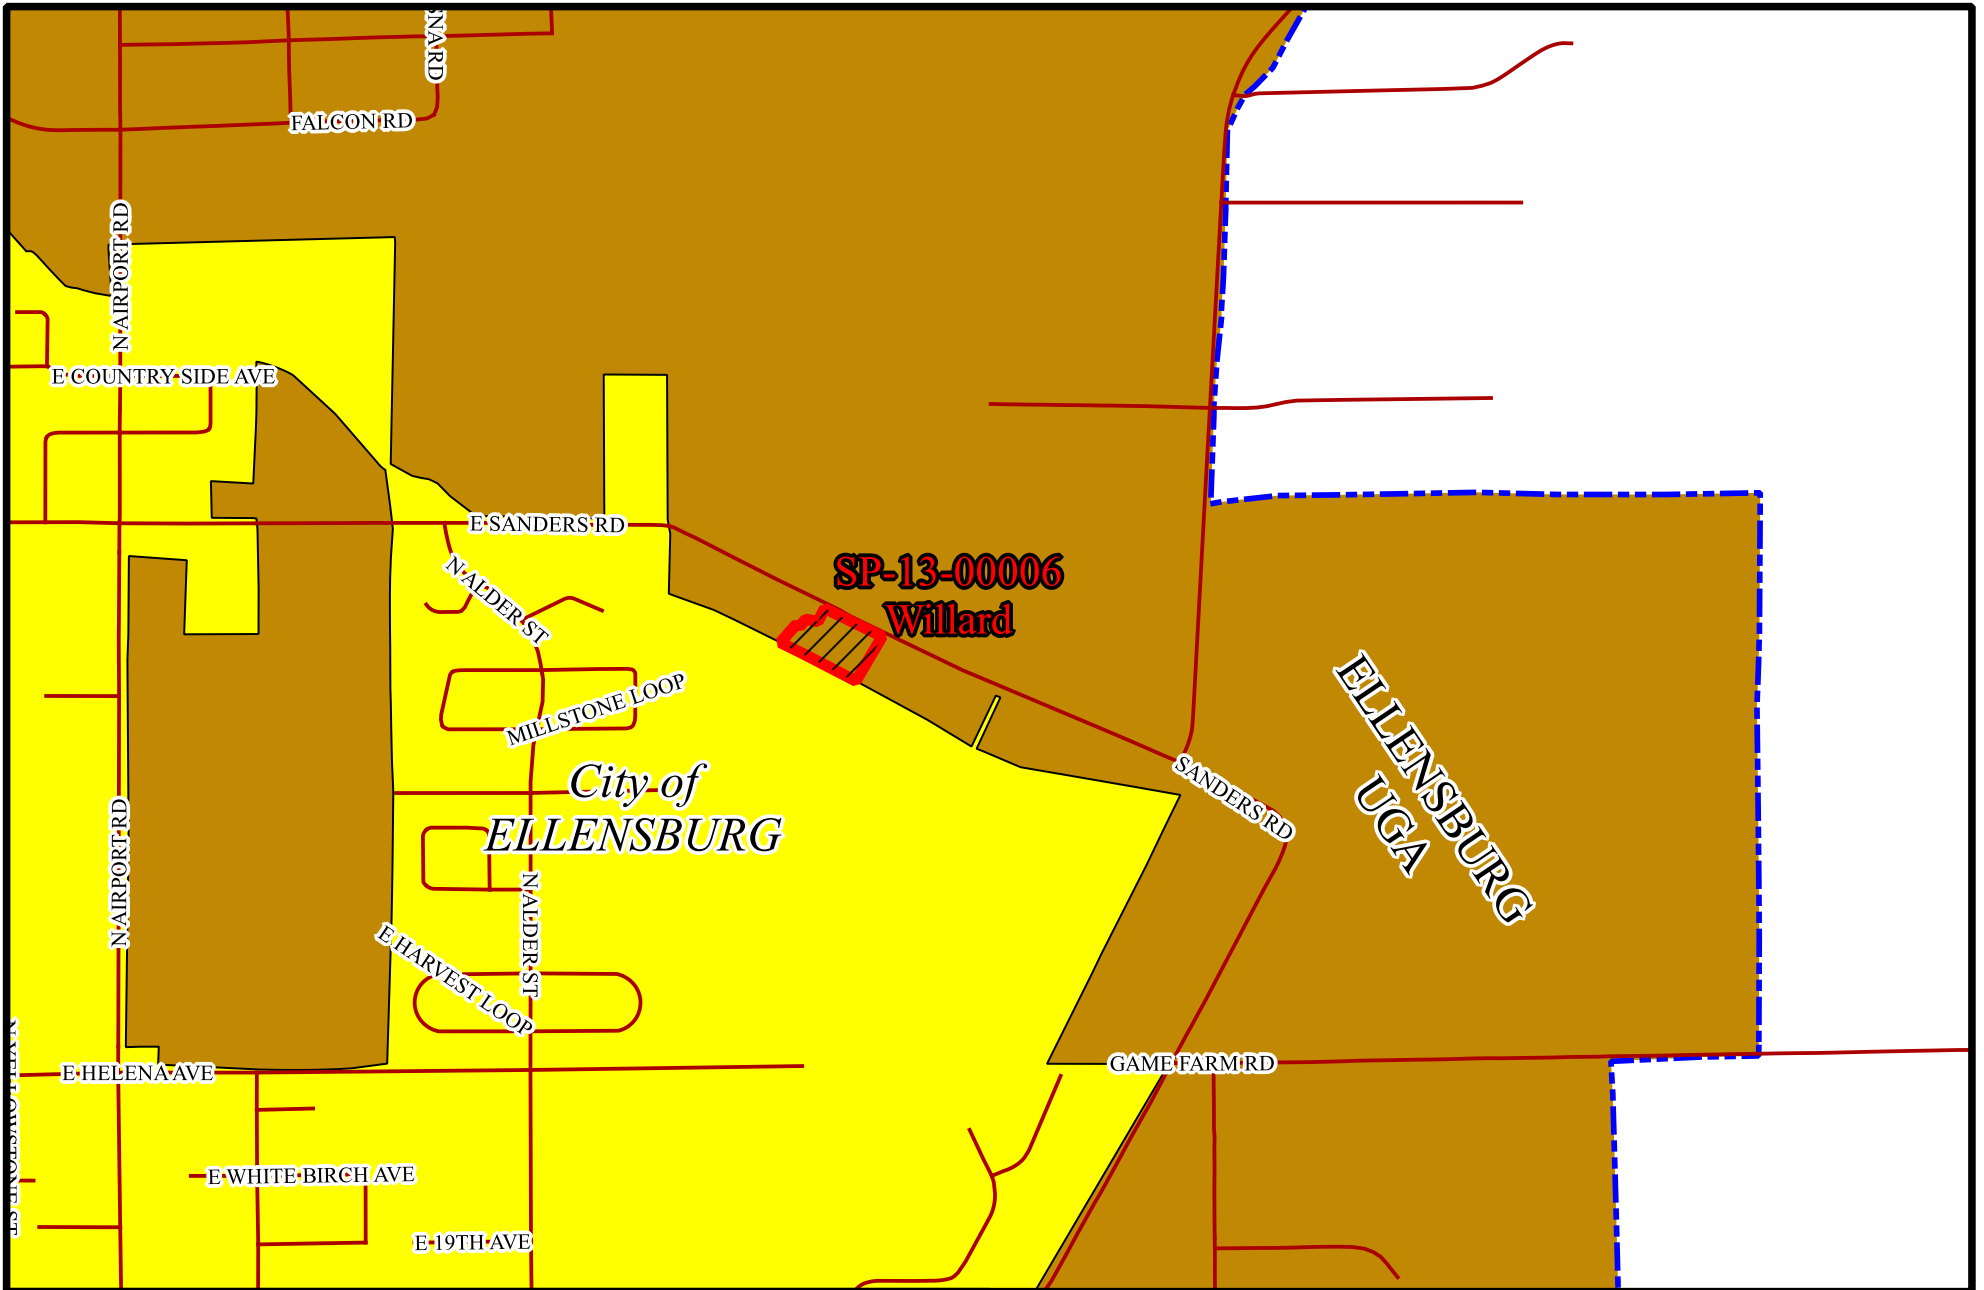 FALCON RD
N AIRPORT RD
E COUNTRY SIDE AVE
E SANDERS RD
N ALDER ST
SP-13-00006
Willard
MILLSTONE LOOP
City of
ELLENSBURG
SANDERS RD
ELLENSBURG
UGA
N AIRPORT RD
N ALDER ST
E HARVEST LOOP
E HELENA AVE
GAME FARM RD
E WHITE BIRCH AVE
E 19TH AVE